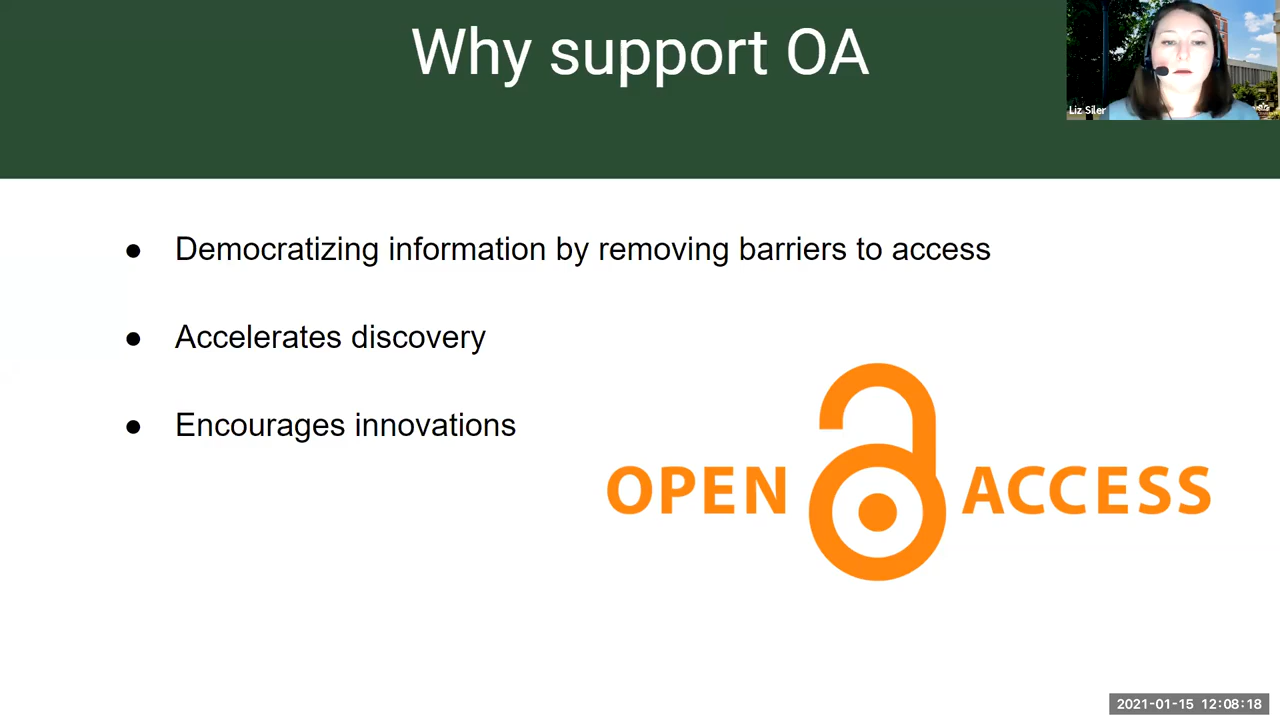 Why support OA
Liz Siler
● Democratizing information by removing barriers to access
● Accelerates discovery
● Encourages innovations
OPEN ACCESS
2021-01-15 12:08:18